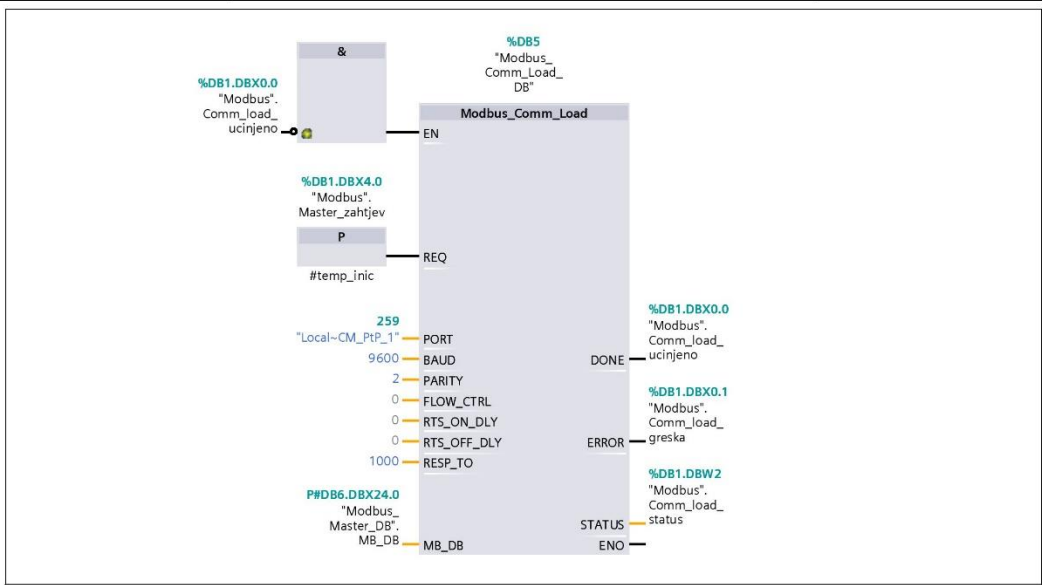 &
%DB1.DBX0.0
"Modbus".
Comm_load_
ucinjeno
%DB5
"Modbus_
Comm_Load_
DB"
Modbus_Comm_Load
EN
%DB1.DBX4.0
"Modbus".
Master_zahtjev
P
#temp_inic
REQ
259
"Local~CM_PtP_1"
PORT
9600
BAUD
2
PARITY
0
FLOW_CTRL
0
RTS_ON_DLY
0
RTS_OFF_DLY
1000
RESP_TO
P#DB6.DBX24.0
"Modbus_
Master_DB".
MB_DB
MB_DB
%DB1.DBX0.0
"Modbus".
Comm_load_
ucinjeno
DONE
%DB1.DBX0.1
"Modbus".
Comm_load_
greska
ERROR
%DB1.DBW2
"Modbus".
Comm_load_
status
STATUS
ENO